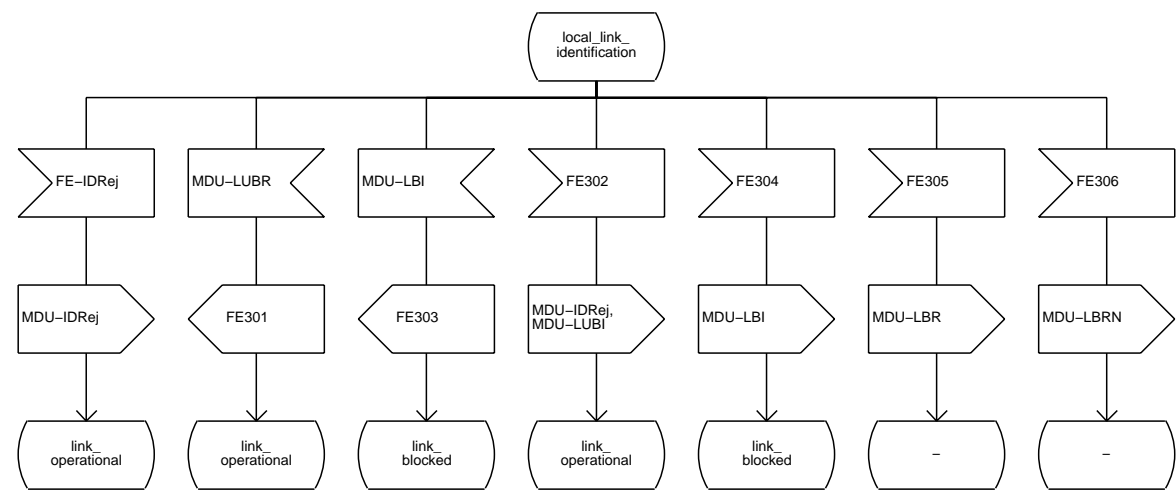 local_link_
identification
FE−IDRej
MDU−LUBR
MDU−LBI
FE302
FE304
FE305
FE306
MDU−IDRej
FE301
FE303
MDU−IDRej,
MDU−LUBI
MDU−LBI
MDU−LBR
MDU−LBRN
link_
operational
link_
operational
link_
blocked
link_
operational
link_
blocked
−
−